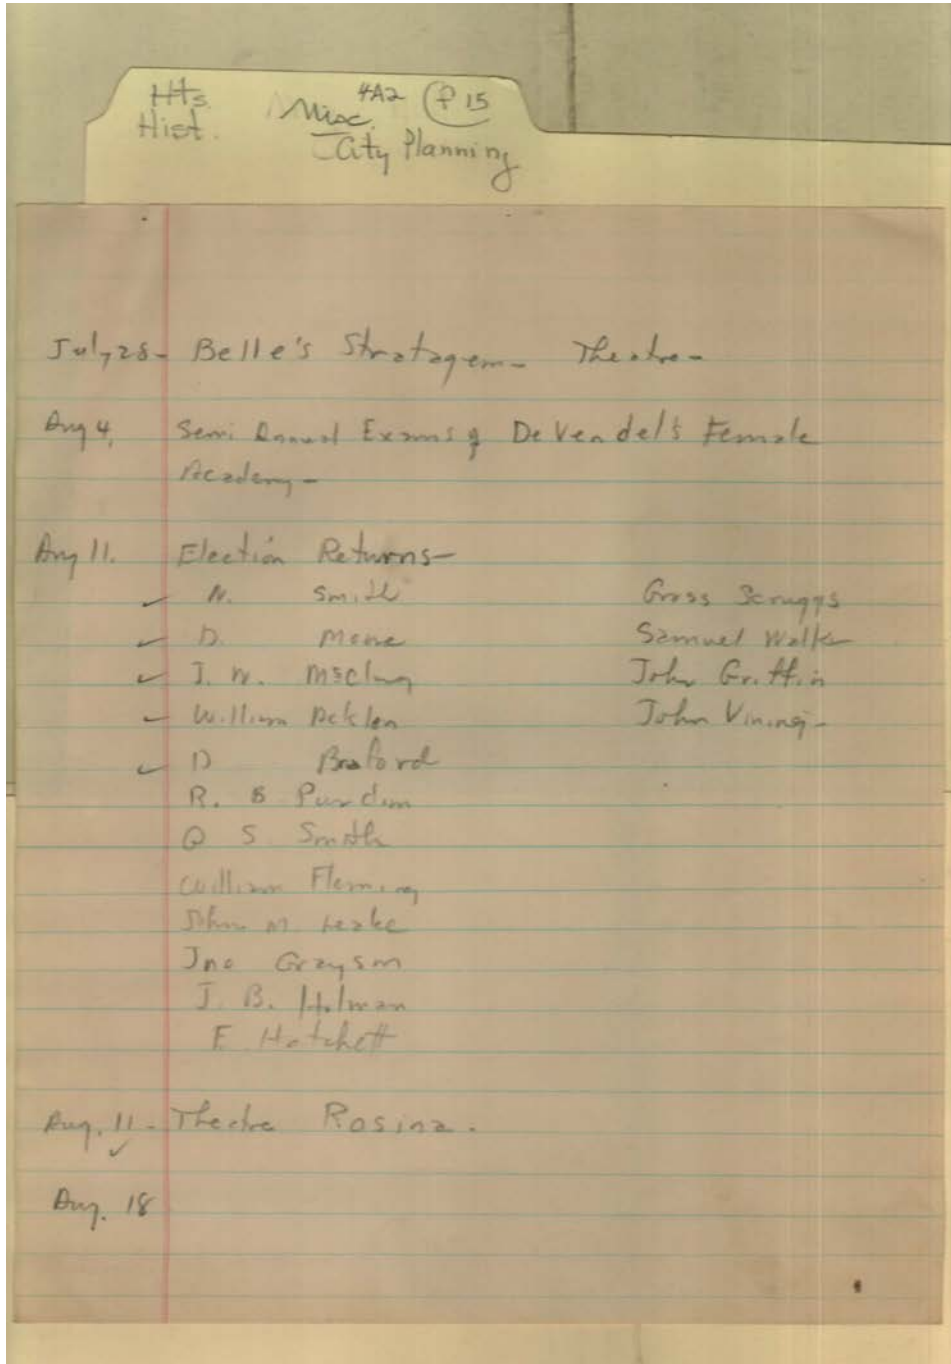 Hts. Hist.
Misc. 4A2 f 15
City Planning
July 28 - Belle's Stratagem - Theatre -
Aug 4, Semi Annual Exams of De Vendel's Female
Academy -
Aug 11. Election Returns -
N. Smith Gross Scruggs
D. Moore Samuel Walker
J. W. McClung John Griffin
William Acklen John Vining -
D Braford
R. B Purdom
S. Smith
William Fleming
John M. Leake
Jno Grayson
J. B. Holman
E. Hatchett
Aug. 11 - Theatre Rosina.
Aug. 18